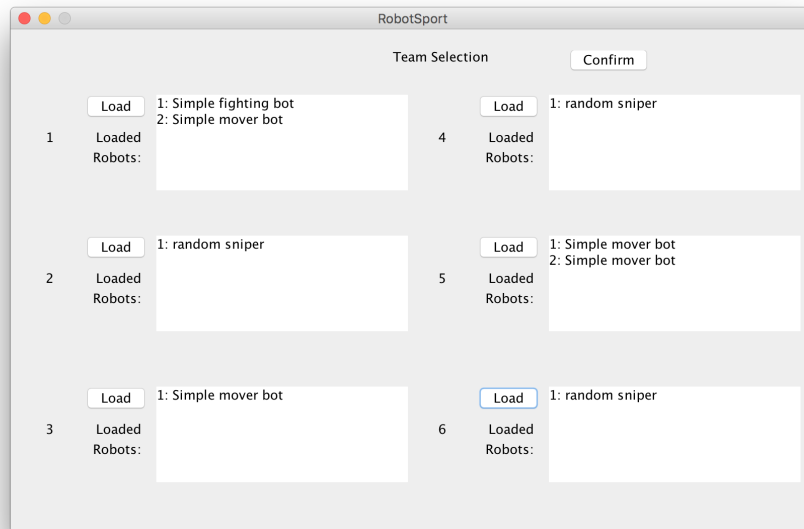 RobotSport
Team Selection
Confirm
1
Load
Loaded
Robots:
1: Simple fighting bot
2: Simple mover bot
4
Load
Loaded
Robots:
1: random sniper
2
Load
Loaded
Robots:
1: random sniper
5
Load
Loaded
Robots:
1: Simple mover bot
2: Simple mover bot
3
Load
Loaded
Robots:
1: Simple mover bot
6
Load
Loaded
Robots:
1: random sniper